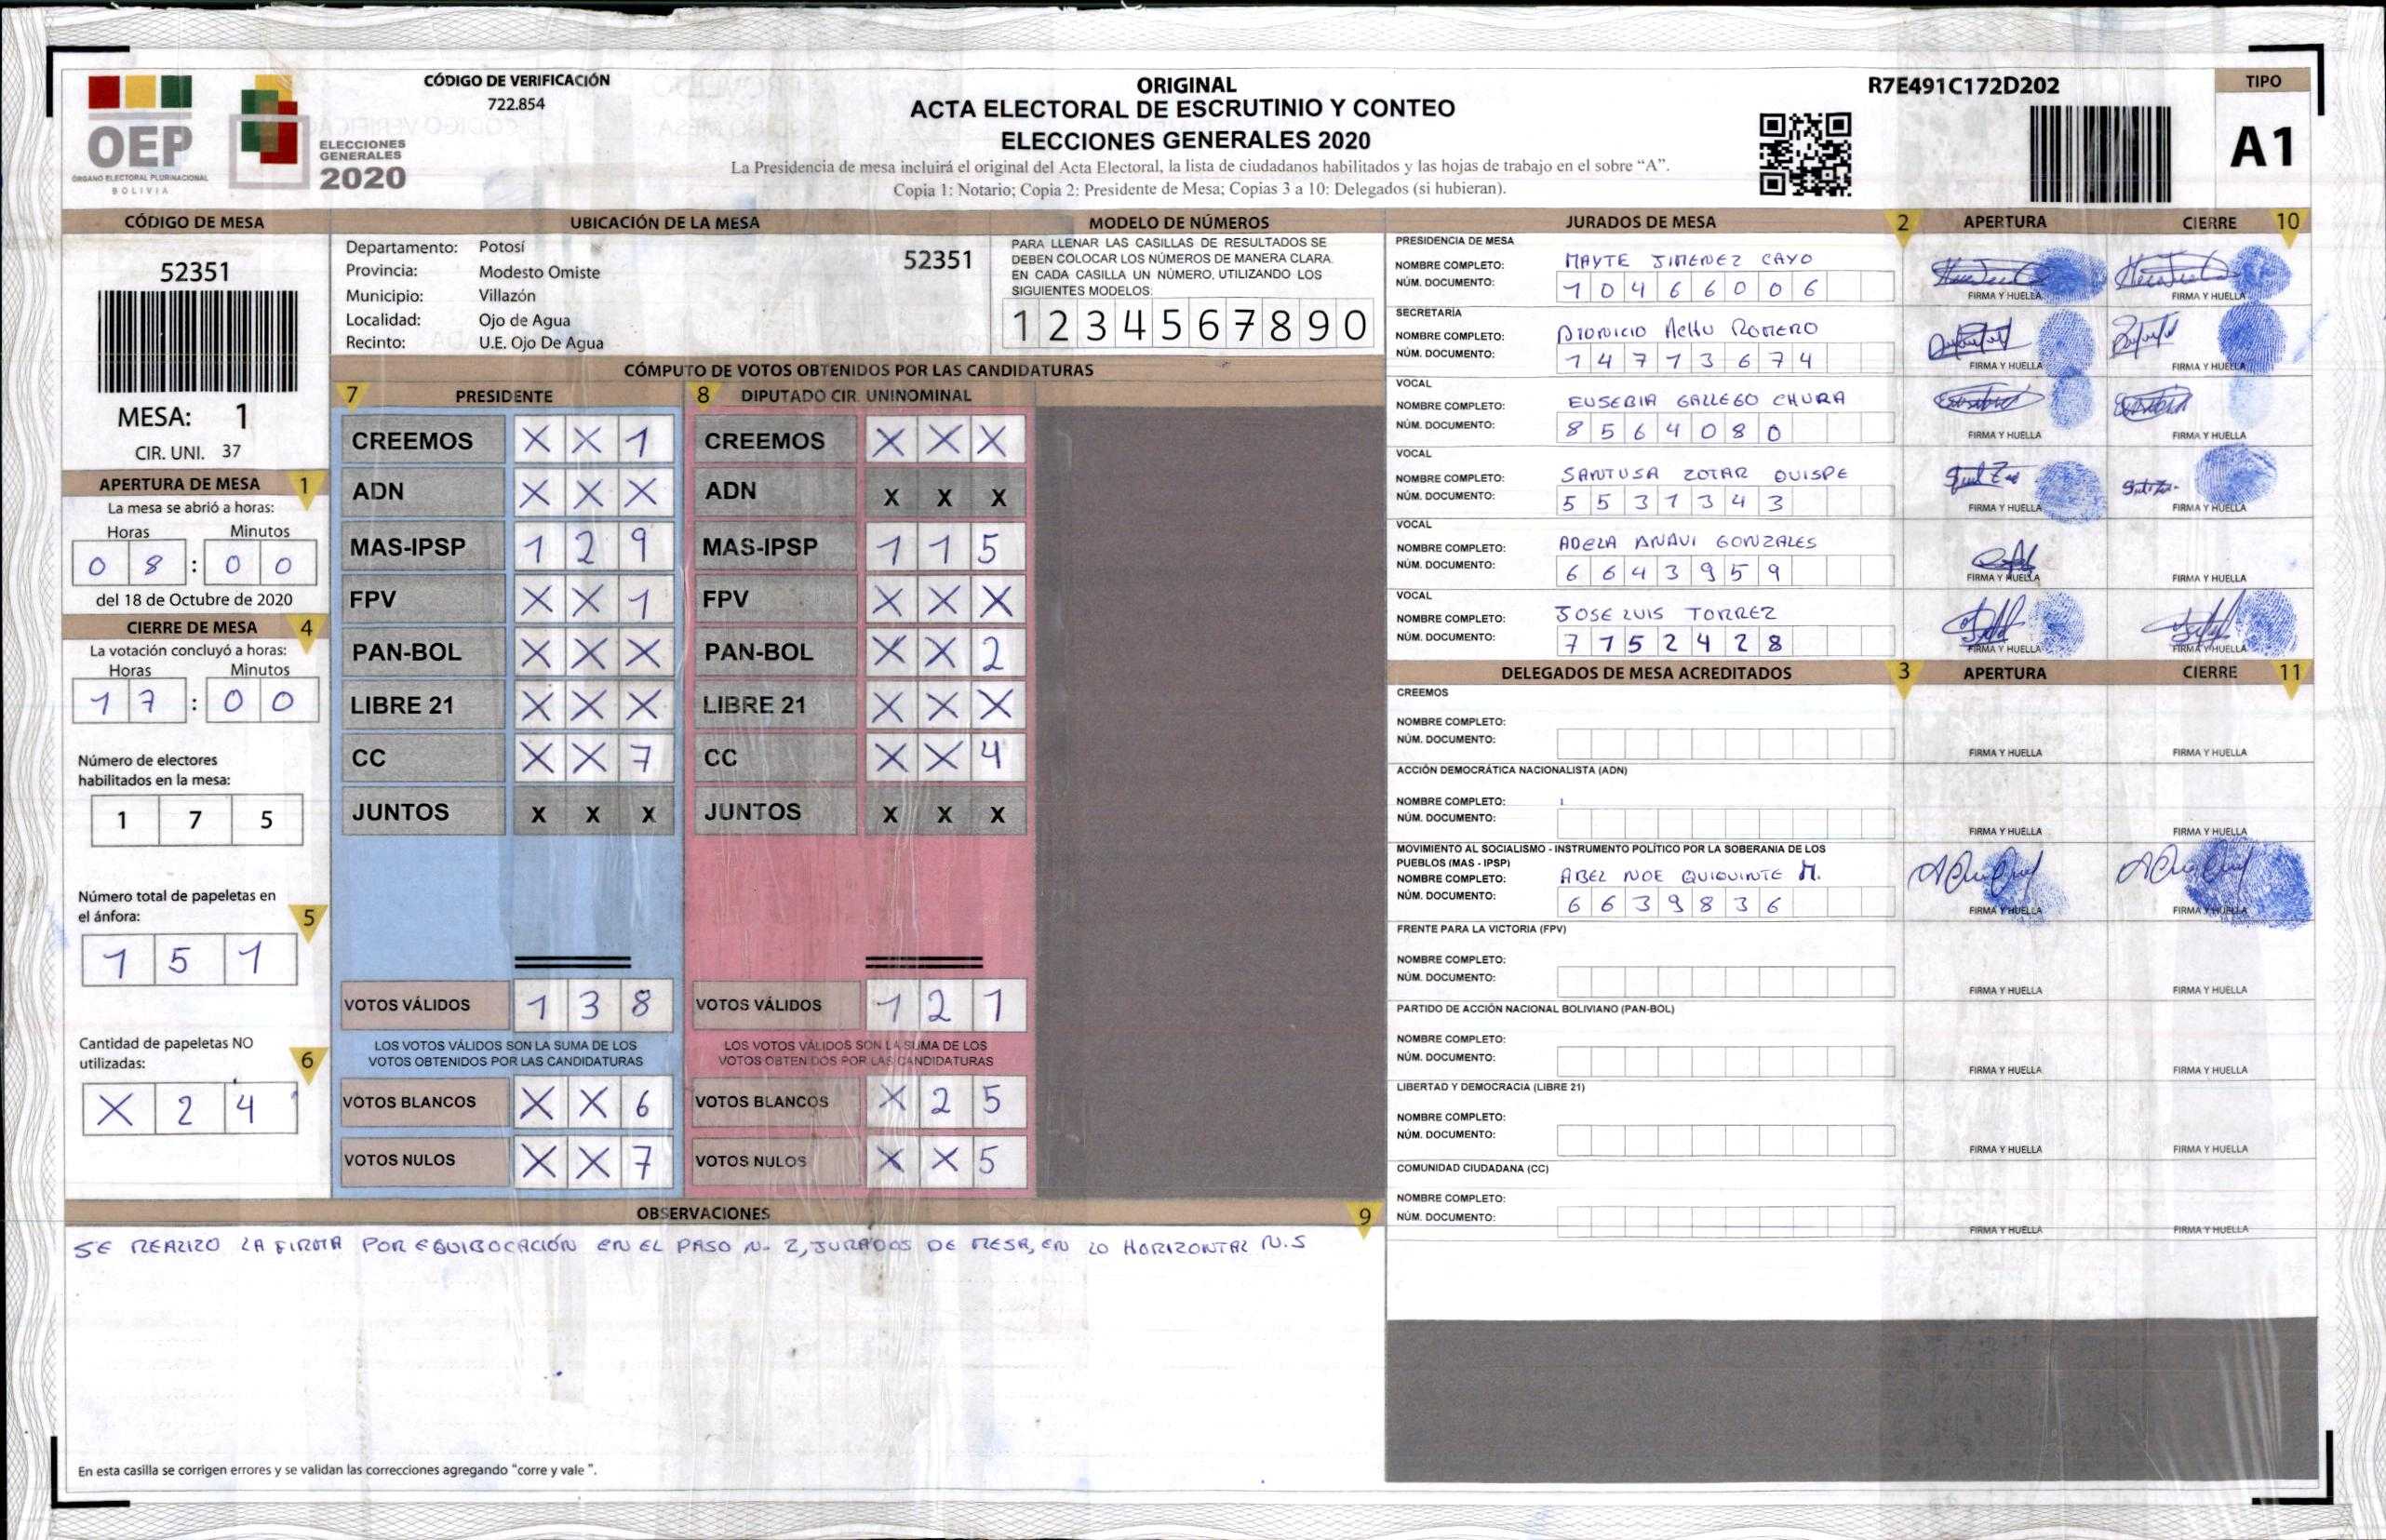 OEP
ÓRGANO ELECTORAL PLURINACIONAL
BOLIVIA
ELECCIONES
GENERALES
2020
CÓDIGO DE VERIFICACIÓN
722.854
ORIGINAL
ACTA ELECTORAL DE ESCRUTINIO Y CONTEO
ELECCIONES GENERALES 2020
La Presidencia de mesa incluirá el original del Acta Electoral, la lista de ciudadanos habilitados y las hojas de trabajo en el sobre “A”.
Copia 1: Notario; Copia 2: Presidente de Mesa; Copias 3 a 10: Delegados (si hubieran).
R7E491C172D202
TIPO
A1
CÓDIGO DE MESA
52351
MESA: 1
CIR. UNI. 37
APERTURA DE MESA 1
La mesa se abrió a horas:
Horas Minutos
0 8 : 0 0
del 18 de Octubre de 2020
CIERRE DE MESA 4
La votación concluyó a horas:
Horas Minutos
1 7 : 0 0
Número de electores
habilitados en la mesa:
1 7 5
Número total de papeletas en
el ánfora: 5
1 5 1
Cantidad de papeletas NO
utilizadas: 6
X 2 4
UBICACIÓN DE LA MESA
Departamento: Potosí
52351
Provincia: Modesto Omiste
Municipio: Villazón
Localidad: Ojo de Agua
Recinto: U.E. Ojo De Agua
MODELO DE NÚMEROS
PARA LLENAR LAS CASILLAS DE RESULTADOS SE
DEBEN COLOCAR LOS NÚMEROS DE MANERA CLARA.
EN CADA CASILLA UN NÚMERO, UTILIZANDO LOS
SIGUIENTES MODELOS:
1 2 3 4 5 6 7 8 9 0
CÓMPUTO DE VOTOS OBTENIDOS POR LAS CANDIDATURAS
7 PRESIDENTE
CREEMOS X X 1
ADN X X X
MAS-IPSP 1 2 9
FPV X X 1
PAN-BOL X X X
LIBRE 21 X X X
CC X X 7
JUNTOS X X X
VOTOS VÁLIDOS 1 3 8
LOS VOTOS VÁLIDOS SON LA SUMA DE LOS
VOTOS OBTENIDOS POR LAS CANDIDATURAS
VOTOS BLANCOS X X 6
VOTOS NULOS X X 7
8 DIPUTADO CIR. UNINOMINAL
CREEMOS X X X
ADN X X X
MAS-IPSP 1 1 5
FPV X X X
PAN-BOL X X 2
LIBRE 21 X X X
CC X X 4
JUNTOS X X X
VOTOS VÁLIDOS 1 2 1
LOS VOTOS VÁLIDOS SON LA SUMA DE LOS
VOTOS OBTENIDOS POR LAS CANDIDATURAS
VOTOS BLANCOS X 2 5
VOTOS NULOS X X 5
OBSERVACIONES 9
SE REALIZO LA FIRMA POR EQUIBOCACIÓN EN EL PASO N. 2, JURADOS DE MESA, EN LO HORIZONTAL N. 5
En esta casilla se corrigen errores y se validan las correcciones agregando “corre y vale ”.
JURADOS DE MESA 2 APERTURA CIERRE 10
PRESIDENCIA DE MESA
NOMBRE COMPLETO: MAYTE JIMENEZ CAYO
NÚM. DOCUMENTO: 1 0 4 6 6 0 0 6
FIRMA Y HUELLA FIRMA Y HUELLA
SECRETARÍA
NOMBRE COMPLETO: DIONICIO ROMERO
NÚM. DOCUMENTO: 1 4 7 1 3 6 7 4
FIRMA Y HUELLA FIRMA Y HUELLA
VOCAL
NOMBRE COMPLETO: EUSEBIA GALLEGO CHURA
NÚM. DOCUMENTO: 8 5 6 4 0 8 0
FIRMA Y HUELLA FIRMA Y HUELLA
VOCAL
NOMBRE COMPLETO: SANTUSA ZOTAR QUISPE
NÚM. DOCUMENTO: 5 5 3 1 3 4 3
FIRMA Y HUELLA FIRMA Y HUELLA
VOCAL
NOMBRE COMPLETO: ADELA ANAVI GONZALES
NÚM. DOCUMENTO: 6 6 4 3 9 5 9
FIRMA Y HUELLA FIRMA Y HUELLA
VOCAL
NOMBRE COMPLETO: JOSE LUIS TORREZ
NÚM. DOCUMENTO: 7 1 5 2 4 2 8
FIRMA Y HUELLA FIRMA Y HUELLA
DELEGADOS DE MESA ACREDITADOS 3 APERTURA CIERRE 11
CREEMOS
NOMBRE COMPLETO:
NÚM. DOCUMENTO:
FIRMA Y HUELLA FIRMA Y HUELLA
ACCIÓN DEMOCRÁTICA NACIONALISTA (ADN)
NOMBRE COMPLETO:
NÚM. DOCUMENTO:
FIRMA Y HUELLA FIRMA Y HUELLA
MOVIMIENTO AL SOCIALISMO - INSTRUMENTO POLÍTICO POR LA SOBERANIA DE LOS
PUEBLOS (MAS - IPSP)
NOMBRE COMPLETO: ABEL NOE QUIQUINTE M.
NÚM. DOCUMENTO: 6 6 3 9 8 3 6
FIRMA Y HUELLA FIRMA Y HUELLA
FRENTE PARA LA VICTORIA (FPV)
NOMBRE COMPLETO:
NÚM. DOCUMENTO:
FIRMA Y HUELLA FIRMA Y HUELLA
PARTIDO DE ACCIÓN NACIONAL BOLIVIANO (PAN-BOL)
NOMBRE COMPLETO:
NÚM. DOCUMENTO:
FIRMA Y HUELLA FIRMA Y HUELLA
LIBERTAD Y DEMOCRACIA (LIBRE 21)
NOMBRE COMPLETO:
NÚM. DOCUMENTO:
FIRMA Y HUELLA FIRMA Y HUELLA
COMUNIDAD CIUDADANA (CC)
NOMBRE COMPLETO:
NÚM. DOCUMENTO:
FIRMA Y HUELLA FIRMA Y HUELLA